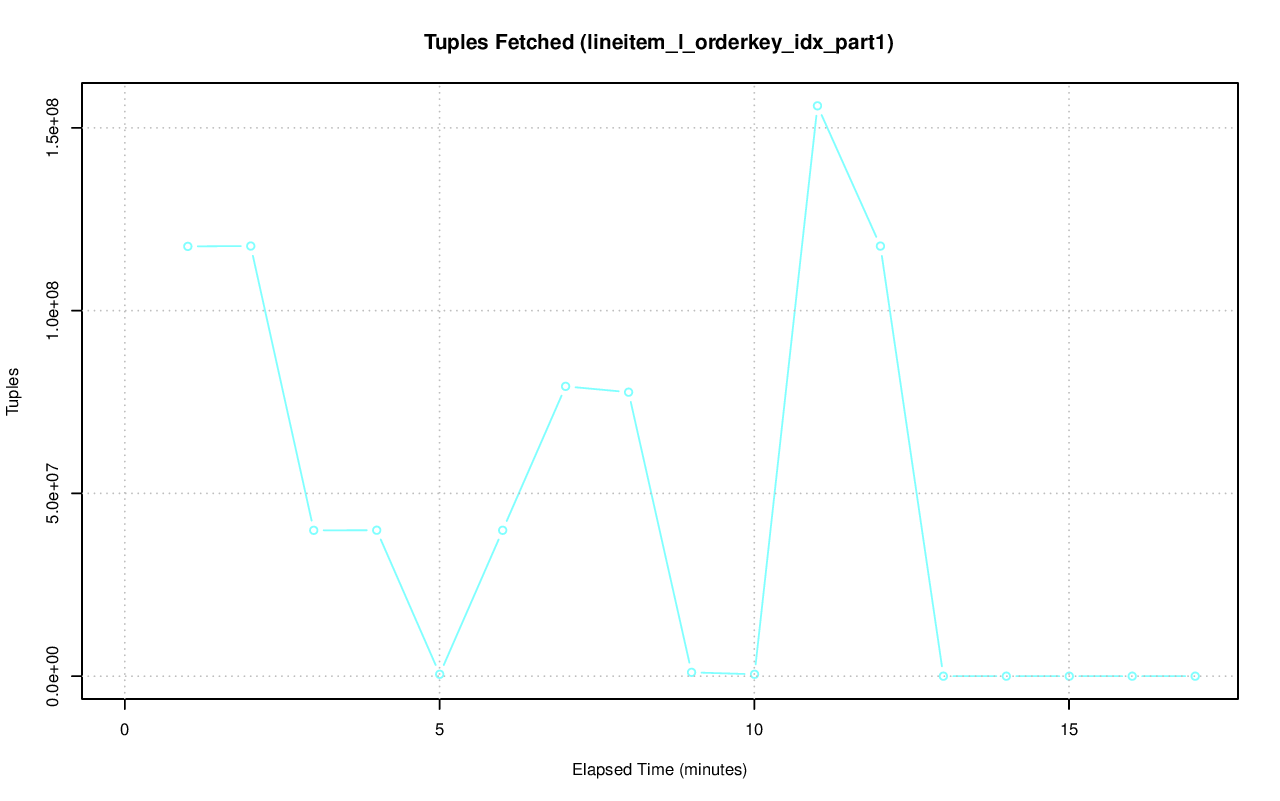 Tuples Fetched (lineitem_l_orderkey_idx_part1)
Tuples
1.5e+08
1.0e+08
5.0e+07
0.0e+00
0 5 10 15
Elapsed Time (minutes)